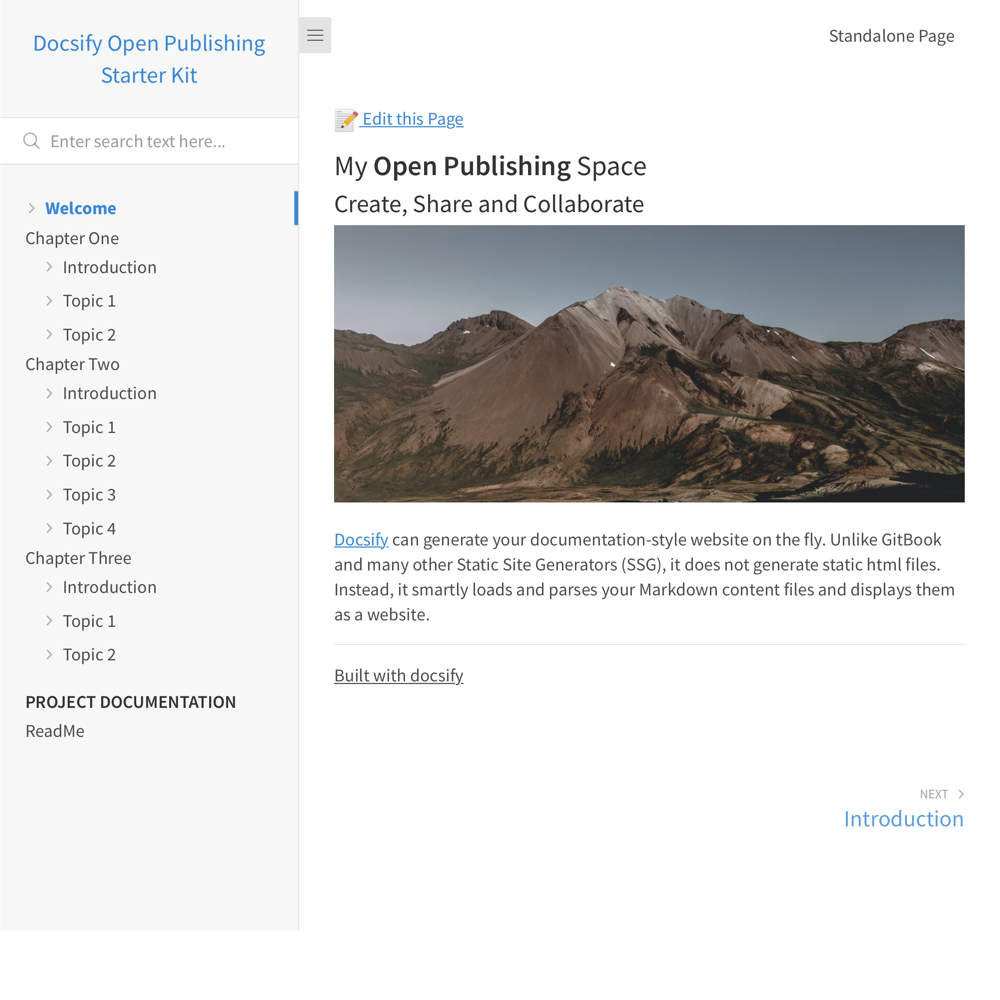 Docsify Open Publishing
Starter Kit
Enter search text here...
Welcome
Chapter One
Introduction
Topic 1
Topic 2
Chapter Two
Introduction
Topic 1
Topic 2
Topic 3
Topic 4
Chapter Three
Introduction
Topic 1
Topic 2
PROJECT DOCUMENTATION
ReadMe
Standalone Page
Edit this Page
My Open Publishing Space
Create, Share and Collaborate
Docsify can generate your documentation-style website on the fly. Unlike GitBook
and many other Static Site Generators (SSG), it does not generate static html files.
Instead, it smartly loads and parses your Markdown content files and displays them
as a website.
Built with docsify
NEXT
Introduction